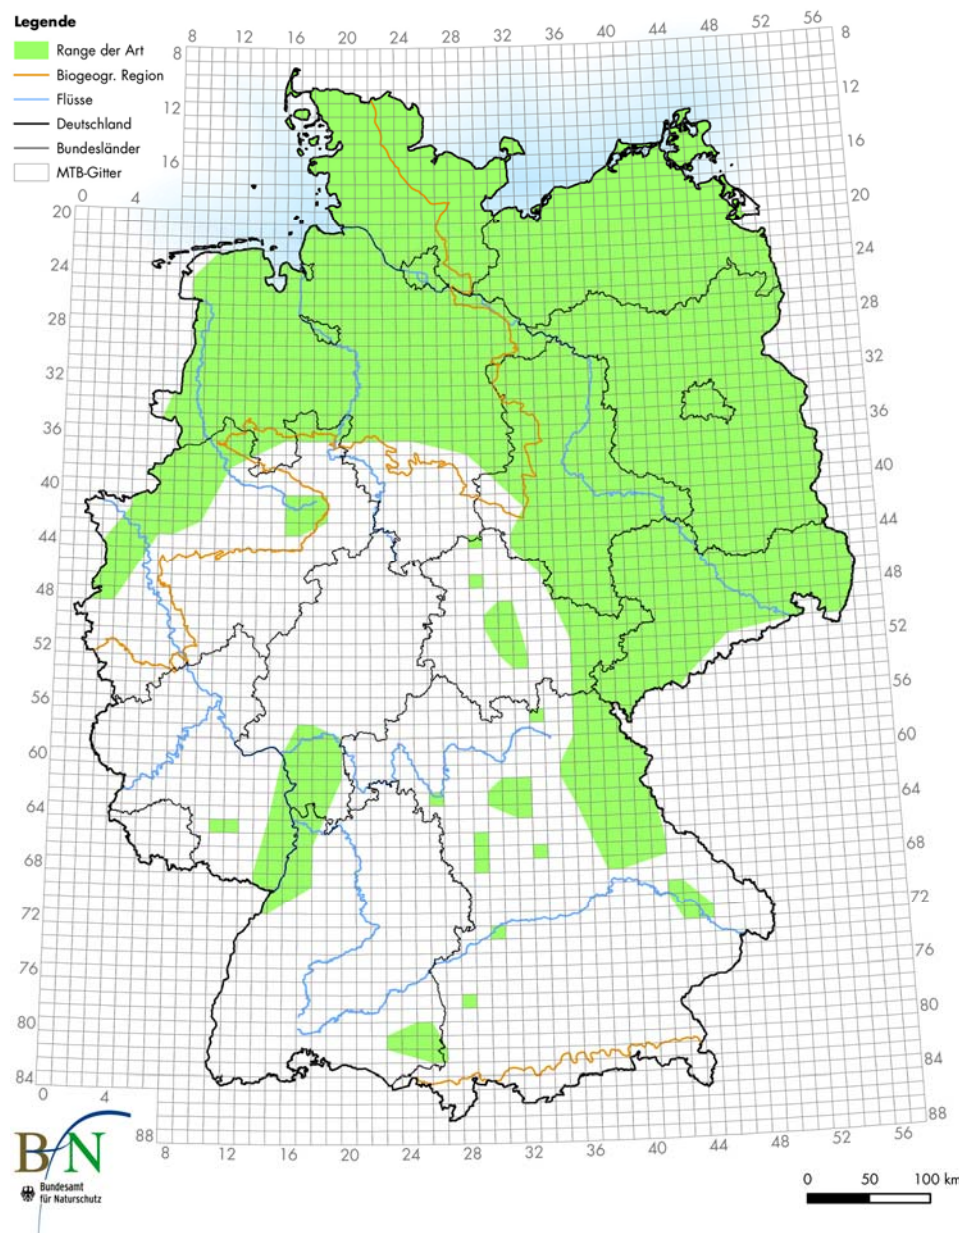 Legende
Range der Art
Biogeogr. Region
Flüsse
Deutschland
Bundesländer
MTB-Gitter
8 12 16 20 24 28 32 36 40 44 48 52 56
8 8
12 12
16 16
0 4
20 20
24 24
28 28
32 32
36 36
40 40
44 44
48 48
52 52
56 56
60 60
64 64
68 68
72 72
76 76
80 80
84 84
0 4
88 88
8 12 16 20 24 28 32 36 40 44 48 52 56
BfN
Bundesamt
für Naturschutz
0 50 100 km